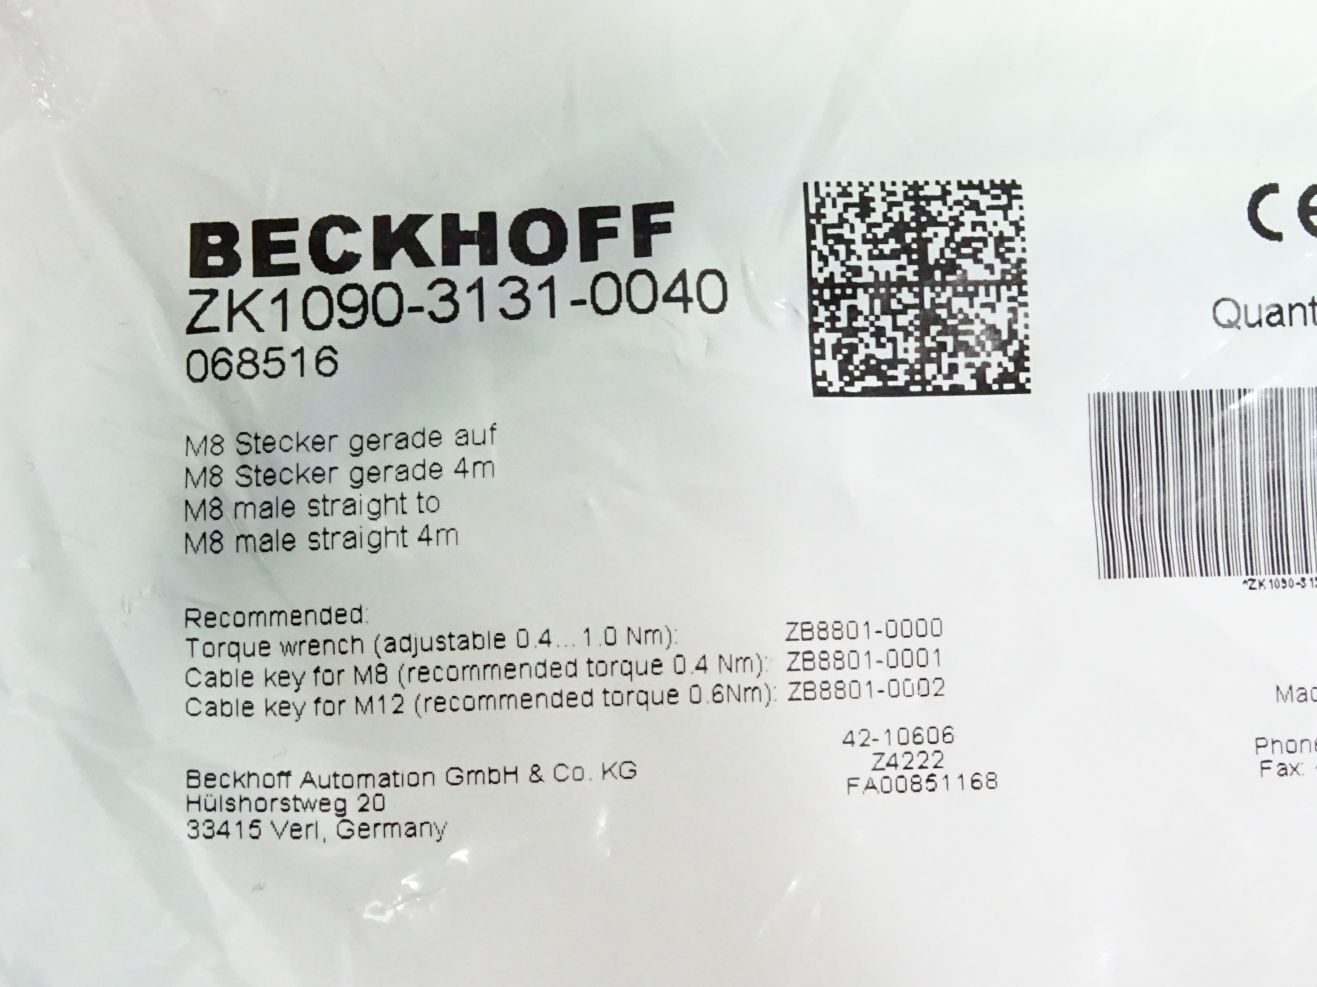 BECKHOFF
ZK1090-3131-0040
068516
M8 Stecker gerade auf
M8 Stecker gerade 4m
M8 male straight to
M8 male straight 4m
Recommended:
Torque wrench (adjustable 0.4...1.0 Nm): ZB8801-0000
Cable key for M8 (recommended torque 0.4 Nm): ZB8801-0001
Cable key for M12 (recommended torque 0.6Nm): ZB8801-0002
42-10606
Z4222
FA00851168
Beckhoff Automation GmbH & Co. KG
Hülshorstweg 20
33415 Verl, Germany
CE
Quant
*ZK1090-313
Mad
Phone
Fax: